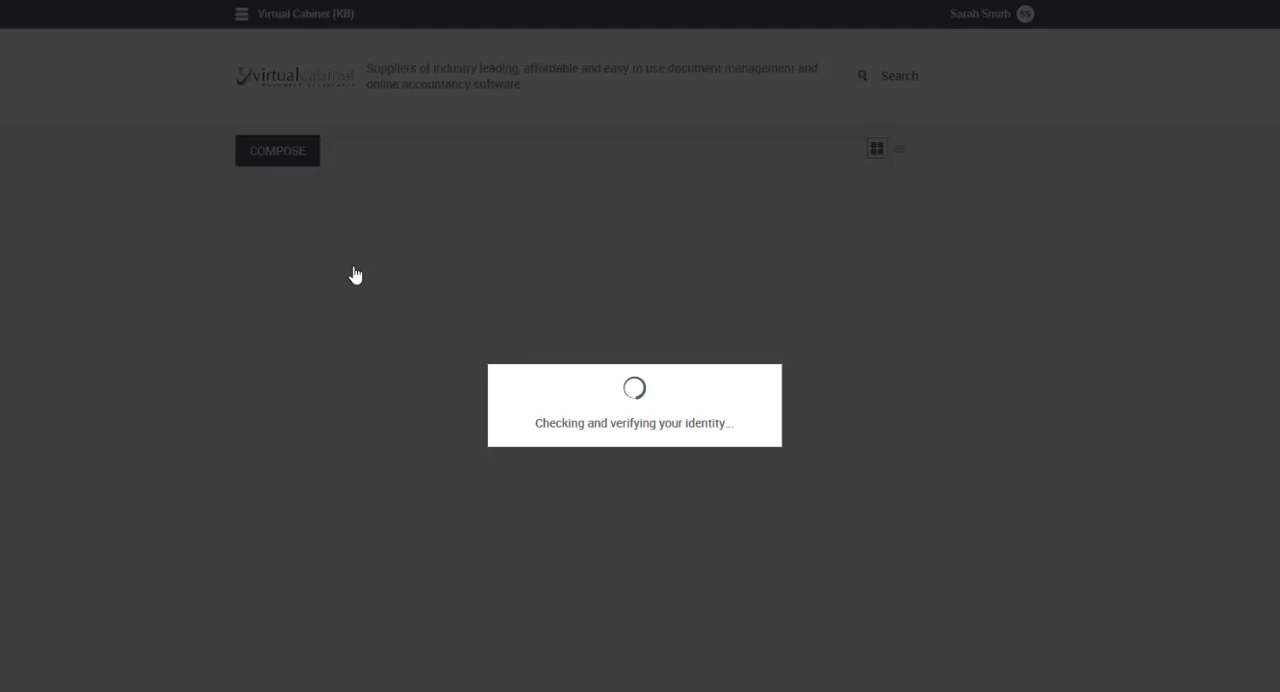 Virtual Cabinet (KB)
Sarah Smith SS
virtualcabinet
Suppliers of industry leading, affordable and easy to use document management and
online accountancy software
Search
COMPOSE
Checking and verifying your identity...